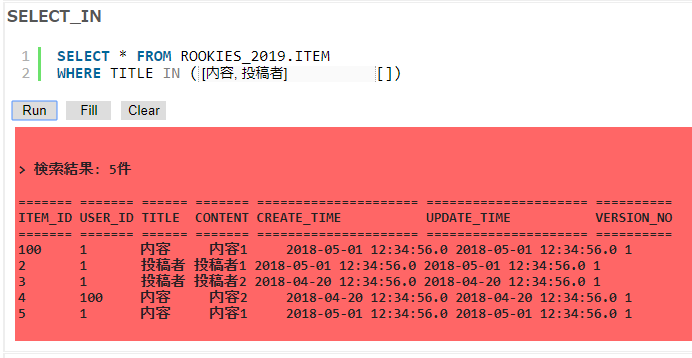 SELECT_IN
1 SELECT * FROM ROOKIES_2019.ITEM
2 WHERE TITLE IN ( [内容, 投稿者] [])
Run Fill Clear
> 検索結果: 5件
======= ======= ====== ======= ===================== ===================== ==========
ITEM_ID USER_ID TITLE CONTENT CREATE_TIME UPDATE_TIME VERSION_NO
======= ======= ====== ======= ===================== ===================== ==========
100 1 内容 内容1 2018-05-01 12:34:56.0 2018-05-01 12:34:56.0 1
2 1 投稿者 投稿者1 2018-05-01 12:34:56.0 2018-05-01 12:34:56.0 1
3 1 投稿者 投稿者2 2018-04-20 12:34:56.0 2018-04-20 12:34:56.0 1
4 100 内容 内容2 2018-04-20 12:34:56.0 2018-04-20 12:34:56.0 1
5 1 内容 内容1 2018-05-01 12:34:56.0 2018-05-01 12:34:56.0 1